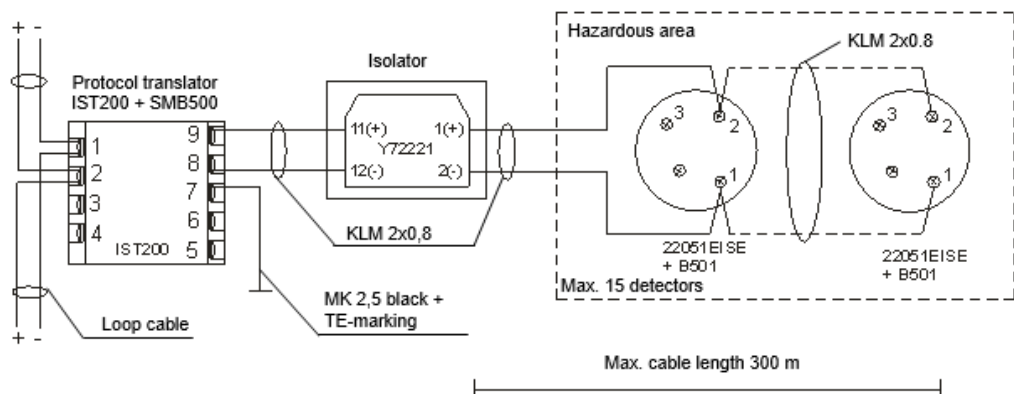 + -
Protocol translator
IST200 + SMB500
1
2
3
4
9
8
7
6
5
IST200
Isolator
11(+)
1(+)
Y72221
12(-)
2(-)
KLM 2x0,8
MK 2,5 black +
TE-marking
Loop cable
+ -
Hazardous area
KLM 2x0.8
3
2
1
22051EISE
+ B501
3
2
1
22051EISE
+ B501
Max. 15 detectors
Max. cable length 300 m